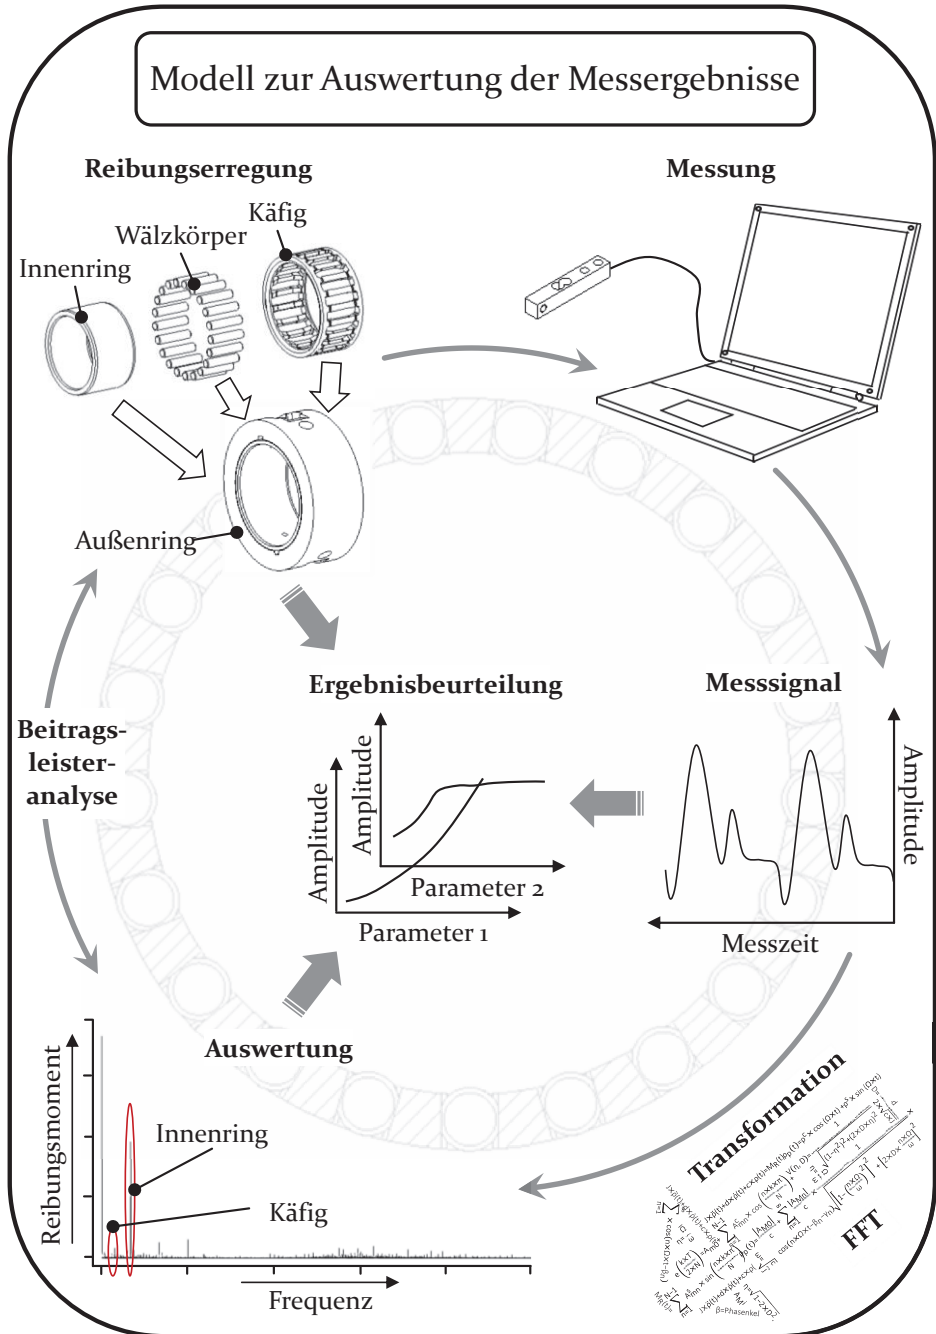 Modell zur Auswertung der Messergebnisse
Reibungserregung
Messung
Käfig
Wälzkörper
Innenring
Außenring
Ergebnisbeurteilung
Messsignal
Beitrags-
leister-
analyse
Amplitude
Amplitude
Parameter 2
Parameter 1
Amplitude
Messzeit
Auswertung
Reibungsmoment
Innenring
Käfig
Frequenz
Transformation
FFT
β=Phasenkel